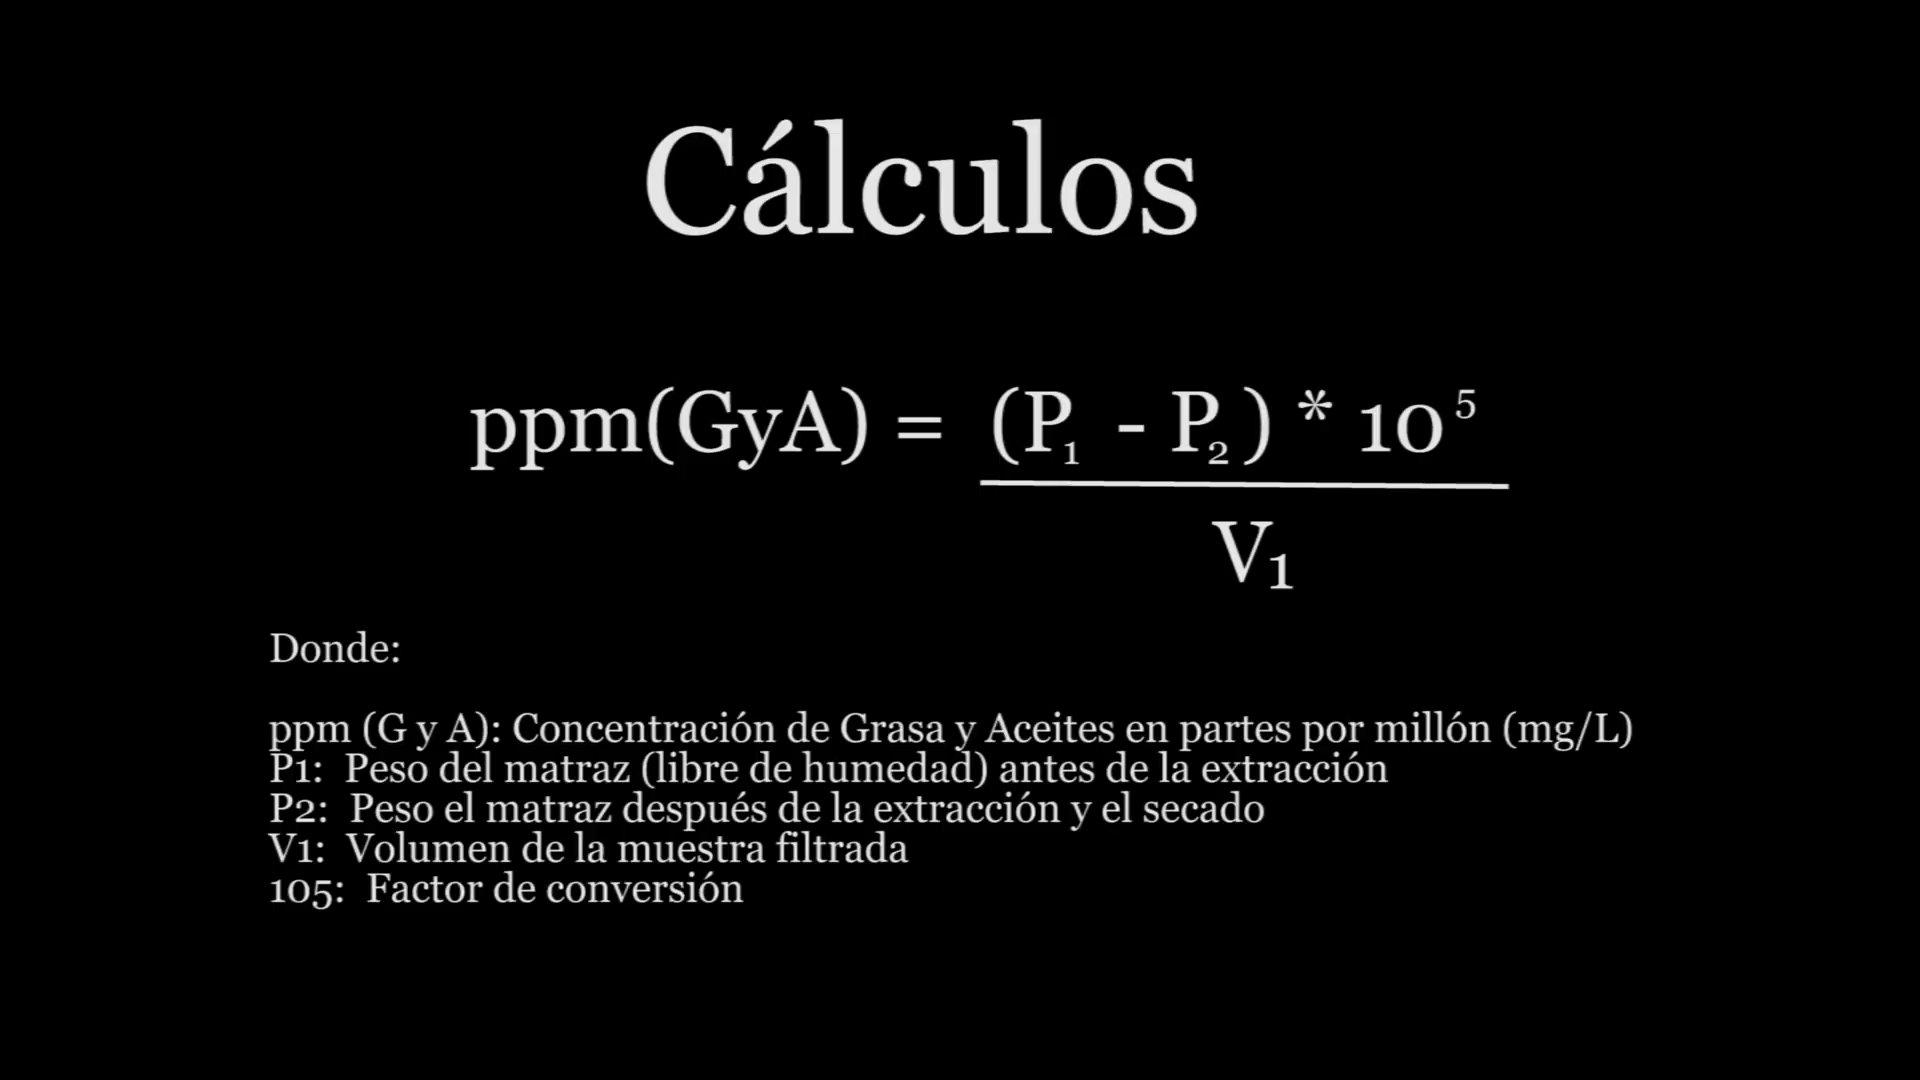 Cálculos
ppm(GyA) = (P₁ - P₂) * 10⁵
V₁
Donde:
ppm (G y A): Concentración de Grasa y Aceites en partes por millón (mg/L)
P1: Peso del matraz (libre de humedad) antes de la extracción
P2: Peso el matraz después de la extracción y el secado
V1: Volumen de la muestra filtrada
105: Factor de conversión